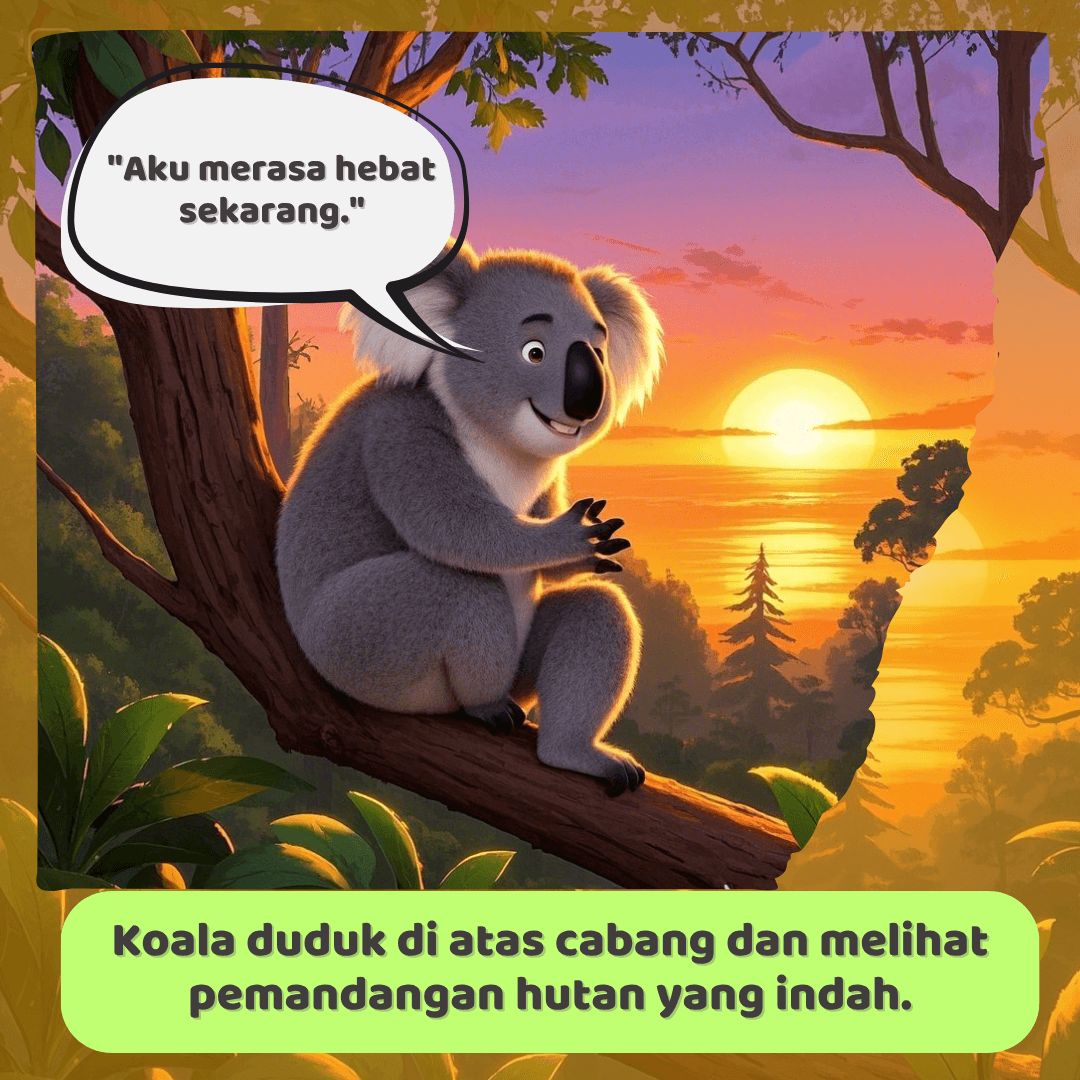 "Aku merasa hebat
sekarang."
Koala duduk di atas cabang dan melihat
pemandangan hutan yang indah.